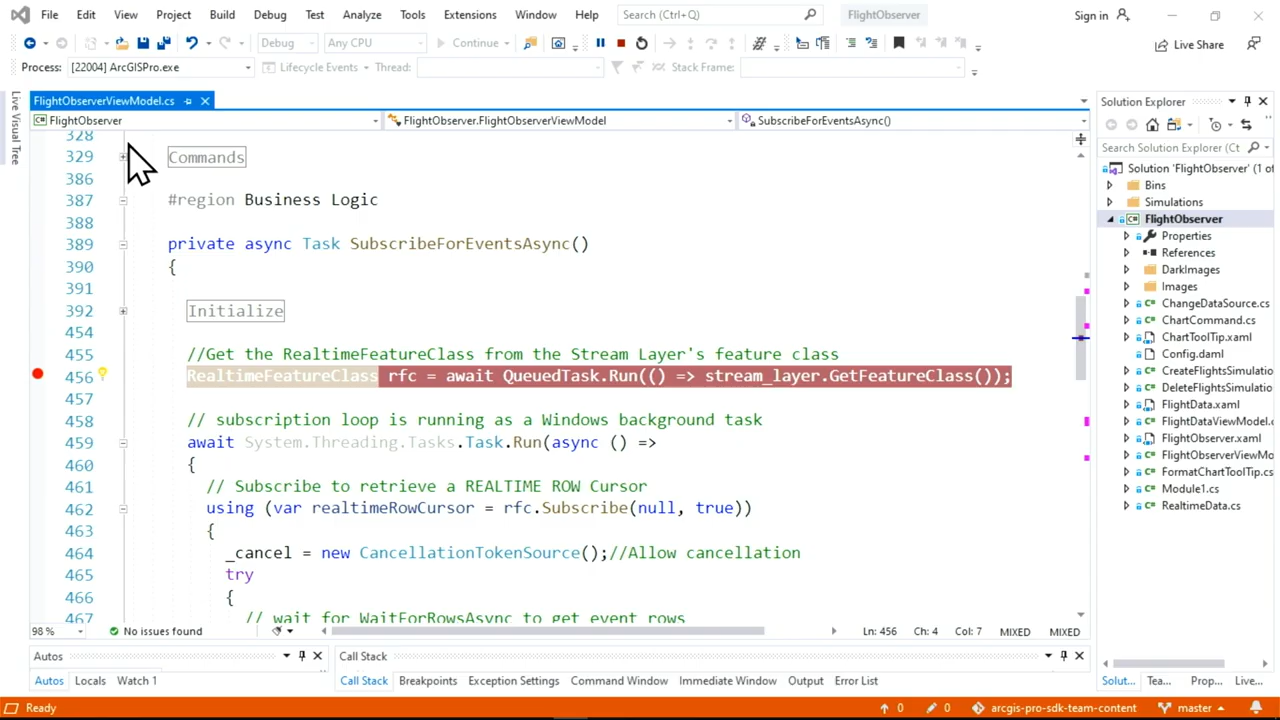 File Edit View Project Build Debug Test Analyze Tools Extensions Window Help Search (Ctrl+Q) FlightObserver Sign in
Debug Any CPU Continue Live Share
Process: [22004] ArcGISPro.exe Lifecycle Events Thread: Stack Frame:
Live Visual Tree
FlightObserverViewModel.cs
FlightObserver FlightObserver.FlightObserverViewModel SubscribeForEventsAsync()
328
329 Commands
386
387 #region Business Logic
388
389 private async Task SubscribeForEventsAsync()
390 {
391
392 Initialize
454
455 //Get the RealtimeFeatureClass from the Stream Layer's feature class
456 RealtimeFeatureClass rfc = await QueuedTask.Run(() => stream_layer.GetFeatureClass());
457
458 // subscription loop is running as a Windows background task
459 await System.Threading.Tasks.Task.Run(async () =>
460 {
461 // Subscribe to retrieve a REALTIME ROW Cursor
462 using (var realtimeRowCursor = rfc.Subscribe(null, true))
463 {
464 _cancel = new CancellationTokenSource();//Allow cancellation
465 try
466 {
467 // wait for WaitForRowsAsync to get event rows
98 % No issues found Ln: 456 Ch: 4 Col: 7 MIXED MIXED
Solution Explorer
Search Solution Explorer (Ct
Solution 'FlightObserver' (1 o
Bins
Simulations
FlightObserver
Properties
References
DarkImages
Images
ChangeDataSource.cs
ChartCommand.cs
ChartToolTip.xaml
Config.daml
CreateFlightsSimulatio
DeleteFlightsSimulatio
FlightData.xaml
FlightDataViewModel.c
FlightObserver.xaml
FlightObserverViewMo
FormatChartToolTip.cs
Module1.cs
RealtimeData.cs
Autos Call Stack
Autos Locals Watch 1 Call Stack Breakpoints Exception Settings Command Window Immediate Window Output Error List Solut... Tea... Prop... Live...
Ready 0 0 arcgis-pro-sdk-team-content master